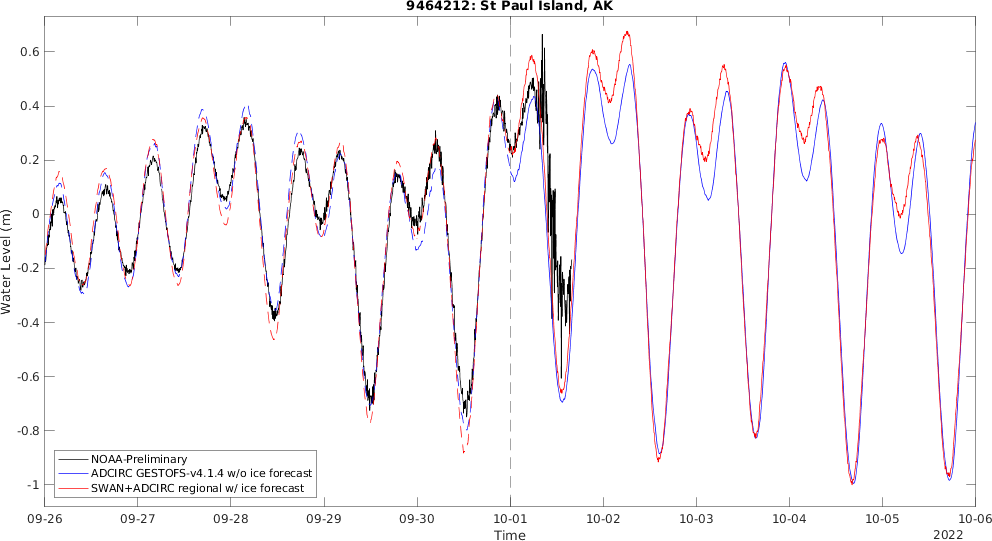 9464212: St Paul Island, AK
0.6
0.4
0.2
0
-0.2
-0.4
-0.6
-0.8
-1
Water Level (m)
NOAA-Preliminary
ADCIRC GESTOFS-v4.1.4 w/o ice forecast
SWAN+ADCIRC regional w/ ice forecast
09-26 09-27 09-28 09-29 09-30 10-01 10-02 10-03 10-04 10-05 10-06
Time
2022